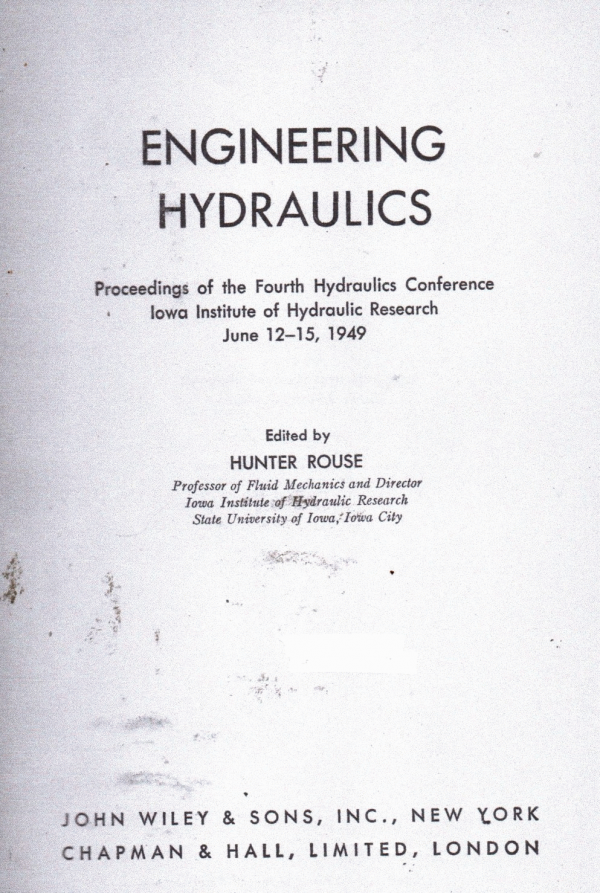 ENGINEERING
HYDRAULICS
Proceedings of the Fourth Hydraulics Conference
Iowa Institute of Hydraulic Research
June 12–15, 1949
Edited by
HUNTER ROUSE
Professor of Fluid Mechanics and Director
Iowa Institute of Hydraulic Research
State University of Iowa, Iowa City
JOHN WILEY & SONS, INC., NEW YORK
CHAPMAN & HALL, LIMITED, LONDON